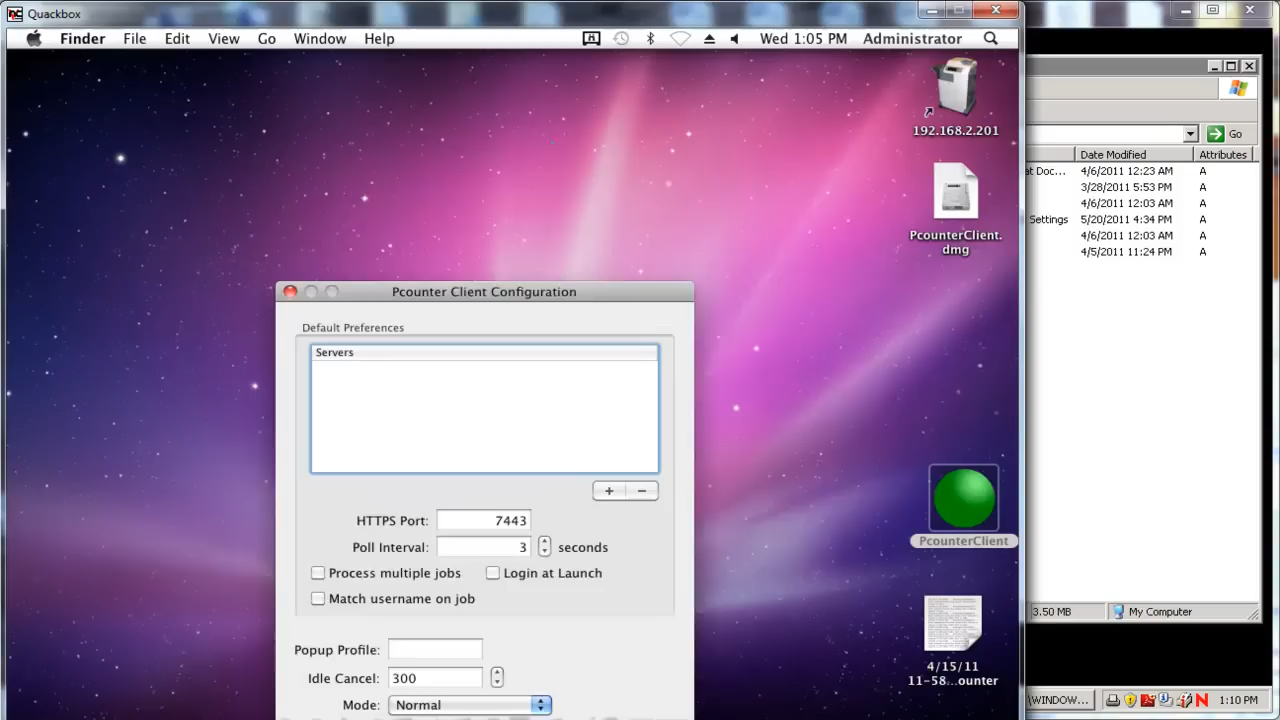 Quackbox
Finder File Edit View Go Window Help Wed 1:05 PM Administrator
192.168.2.201
PcounterClient.
dmg
Pcounter Client Configuration
Default Preferences
Servers
+ −
HTTPS Port: 7443
Poll Interval: 3 seconds
Process multiple jobs Login at Launch
Match username on job
Popup Profile:
Idle Cancel: 300
Mode: Normal
PcounterClient
4/15/11
11-58...ounter
Go
Date Modified Attributes
at Doc... 4/6/2011 12:23 AM A
3/28/2011 5:53 PM A
4/6/2011 12:03 AM A
Settings 5/20/2011 4:34 PM A
4/6/2011 12:03 AM A
4/5/2011 11:24 PM A
3.50 MB My Computer
\WINDOW... 1:10 PM